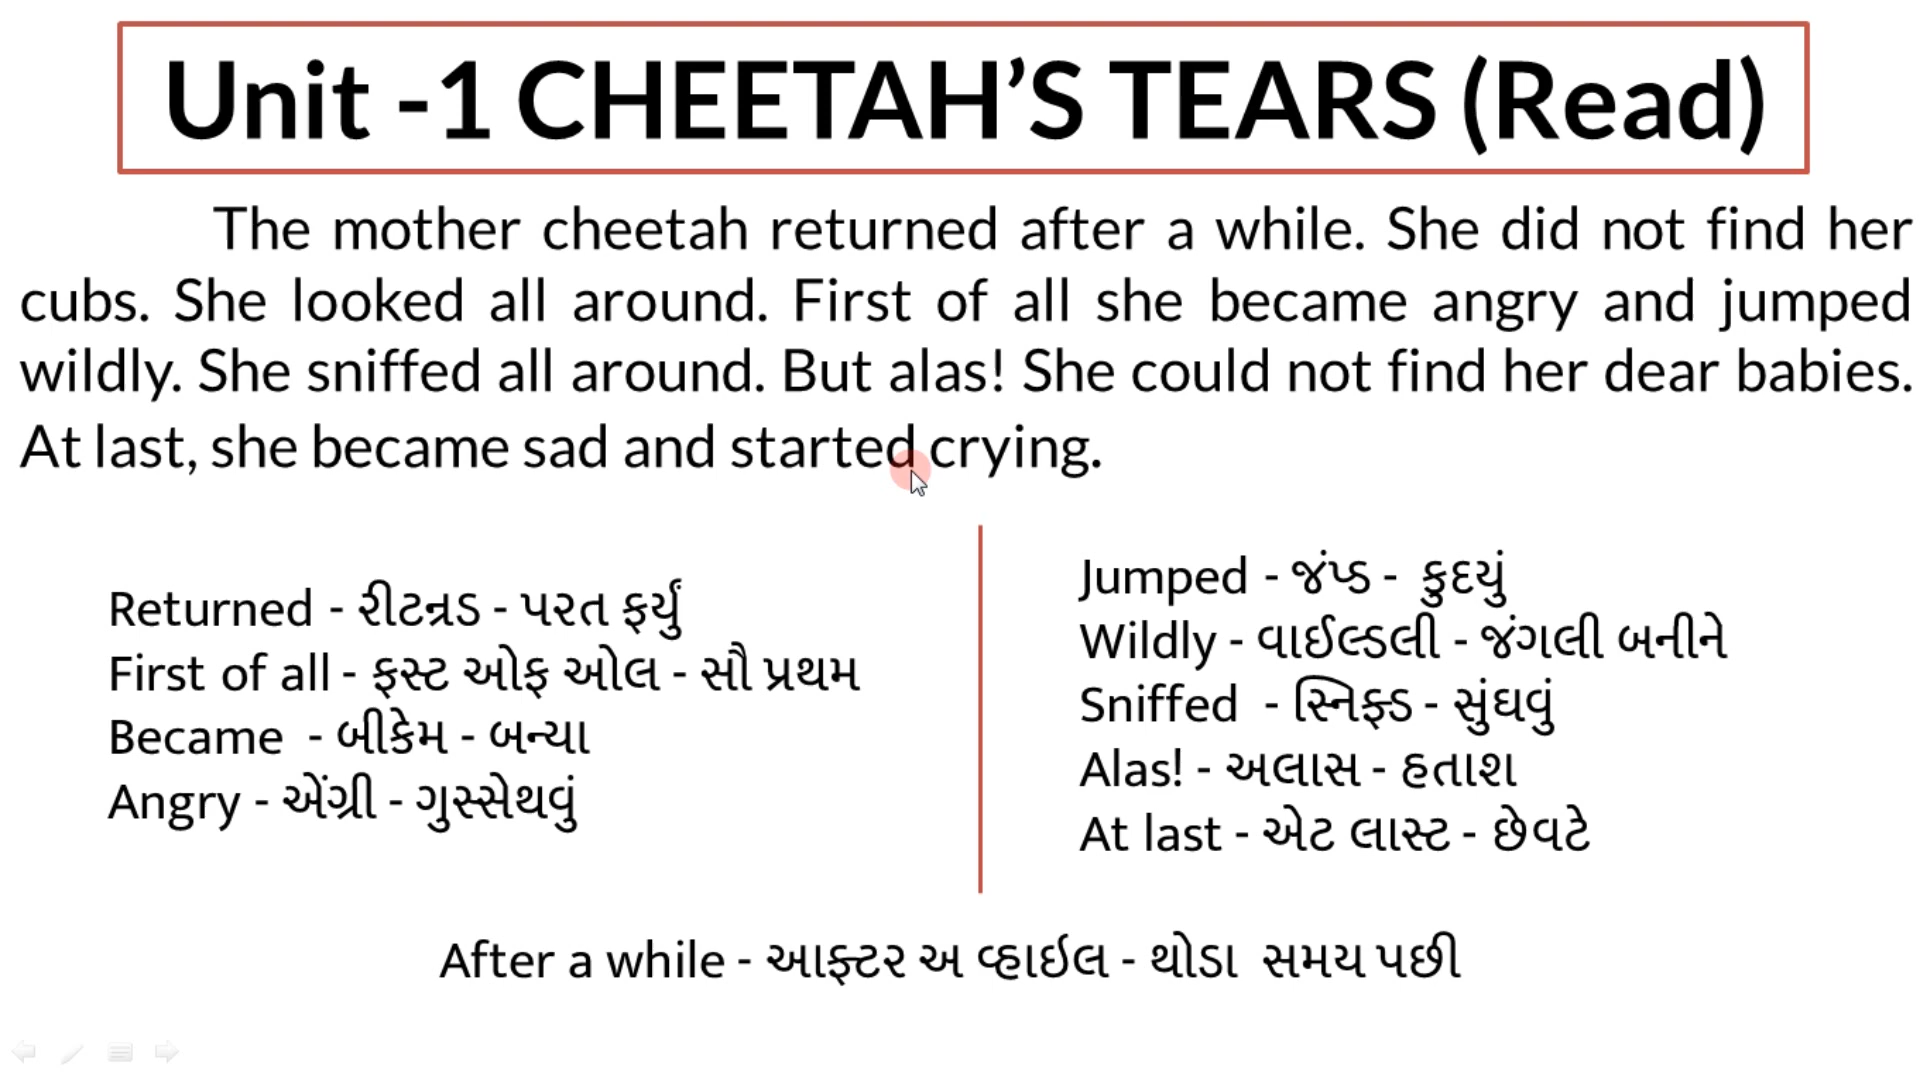 Unit -1 CHEETAH’S TEARS (Read)
The mother cheetah returned after a while. She did not find her
cubs. She looked all around. First of all she became angry and jumped
wildly. She sniffed all around. But alas! She could not find her dear babies.
At last, she became sad and started crying.
Returned - રીટન્રડ - પરત ફર્યું
First of all - ફસ્ટ ઓફ ઓલ - સૌ પ્રથમ
Became - બીકેમ - બન્યા
Angry - એંગ્રી - ગુસ્સેથવું
Jumped - જંપ્ડ - કુદયું
Wildly - વાઈલ્ડલી - જંગલી બનીને
Sniffed - સ્નિફ્ડ - સુંઘવું
Alas! - અલાસ - હતાશ
At last - એટ લાસ્ટ - છેવટે
After a while - આફ્ટર અ વ્હાઇલ - થોડા સમય પછી